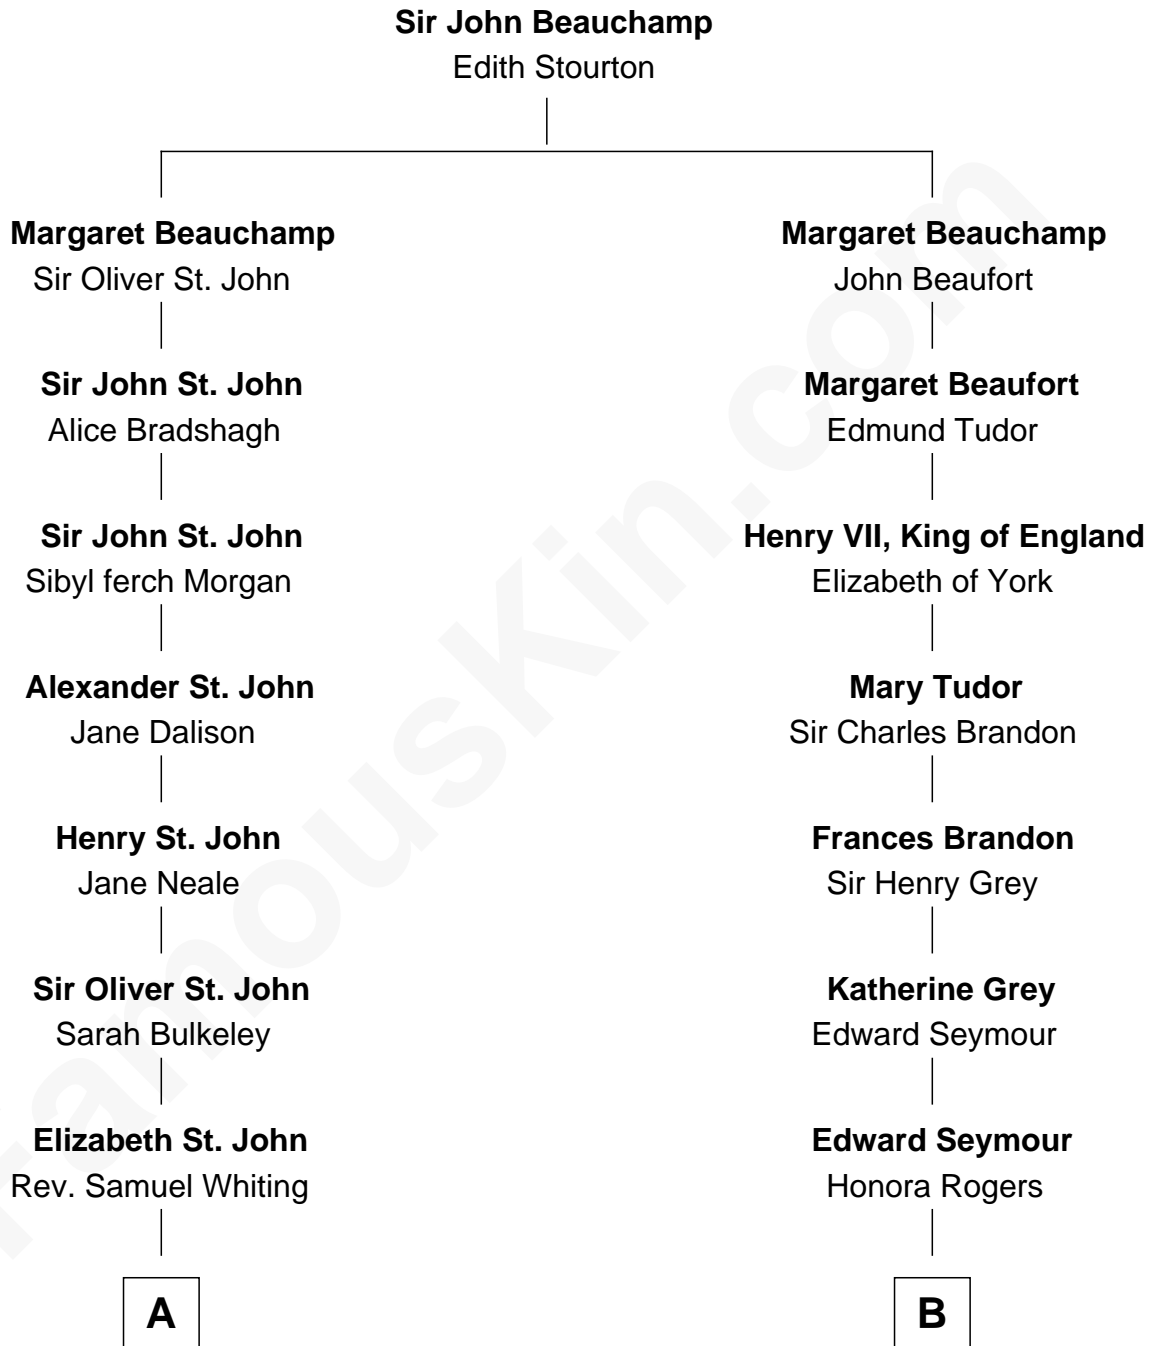 Sir John Beauchamp
Edith Stourton
Margaret Beauchamp
Sir Oliver St. John
Margaret Beauchamp
John Beaufort
Sir John St. John
Alice Bradshagh
Margaret Beaufort
Edmund Tudor
Sir John St. John
Sibyl ferch Morgan
Henry VII, King of England
Elizabeth of York
Alexander St. John
Jane Dalison
Mary Tudor
Sir Charles Brandon
Henry St. John
Jane Neale
Frances Brandon
Sir Henry Grey
Sir Oliver St. John
Sarah Bulkeley
Katherine Grey
Edward Seymour
Elizabeth St. John
Rev. Samuel Whiting
Edward Seymour
Honora Rogers
A
B
FamousKin.com